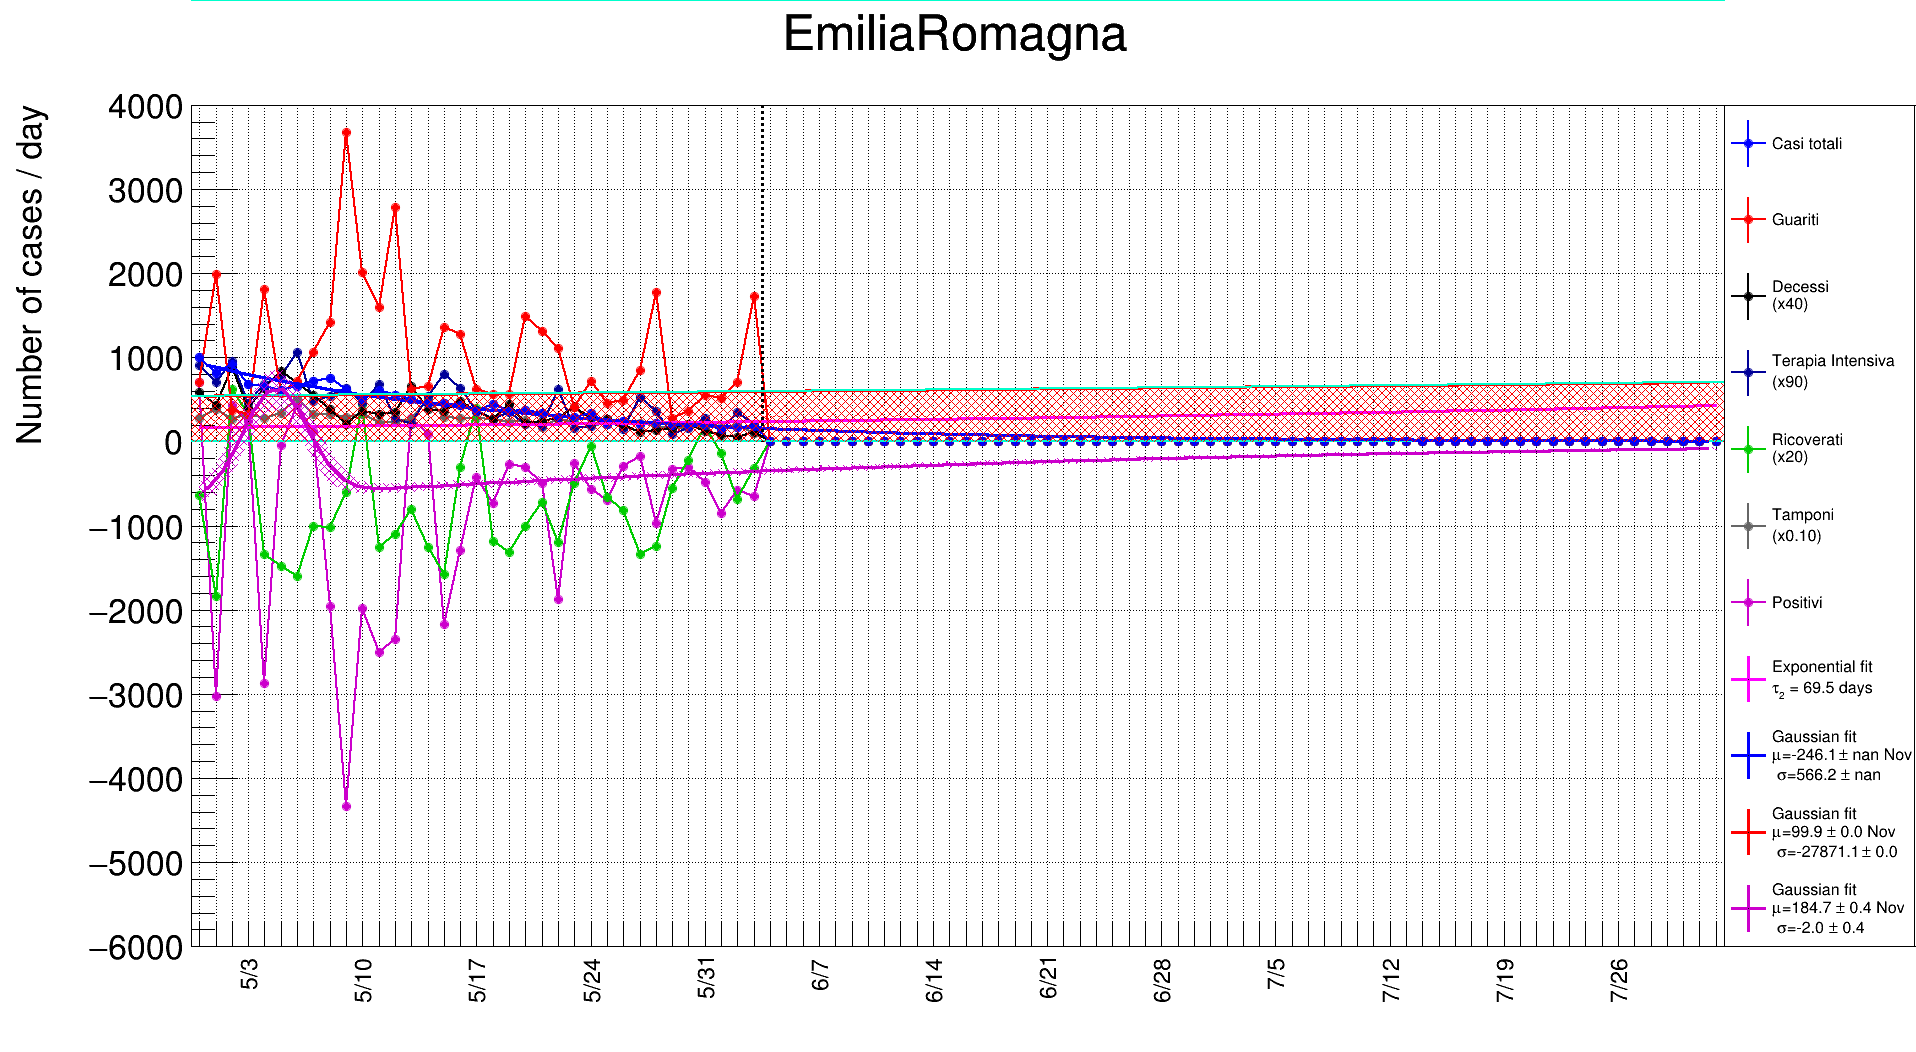 EmiliaRomagna
Number of cases / day
4000
3000
2000
1000
0
−1000
−2000
−3000
−4000
−5000
−6000
5/3
5/10
5/17
5/24
5/31
6/7
6/14
6/21
6/28
7/5
7/12
7/19
7/26
Casi totali
Guariti
Decessi
(x40)
Terapia Intensiva
(x90)
Ricoverati
(x20)
Tamponi
(x0.10)
Positivi
Exponential fit
τ2 = 69.5 days
Gaussian fit
μ=-246.1 ± nan Nov
σ=566.2 ± nan
Gaussian fit
μ=99.9 ± 0.0 Nov
σ=-27871.1 ± 0.0
Gaussian fit
μ=184.7 ± 0.4 Nov
σ=-2.0 ± 0.4